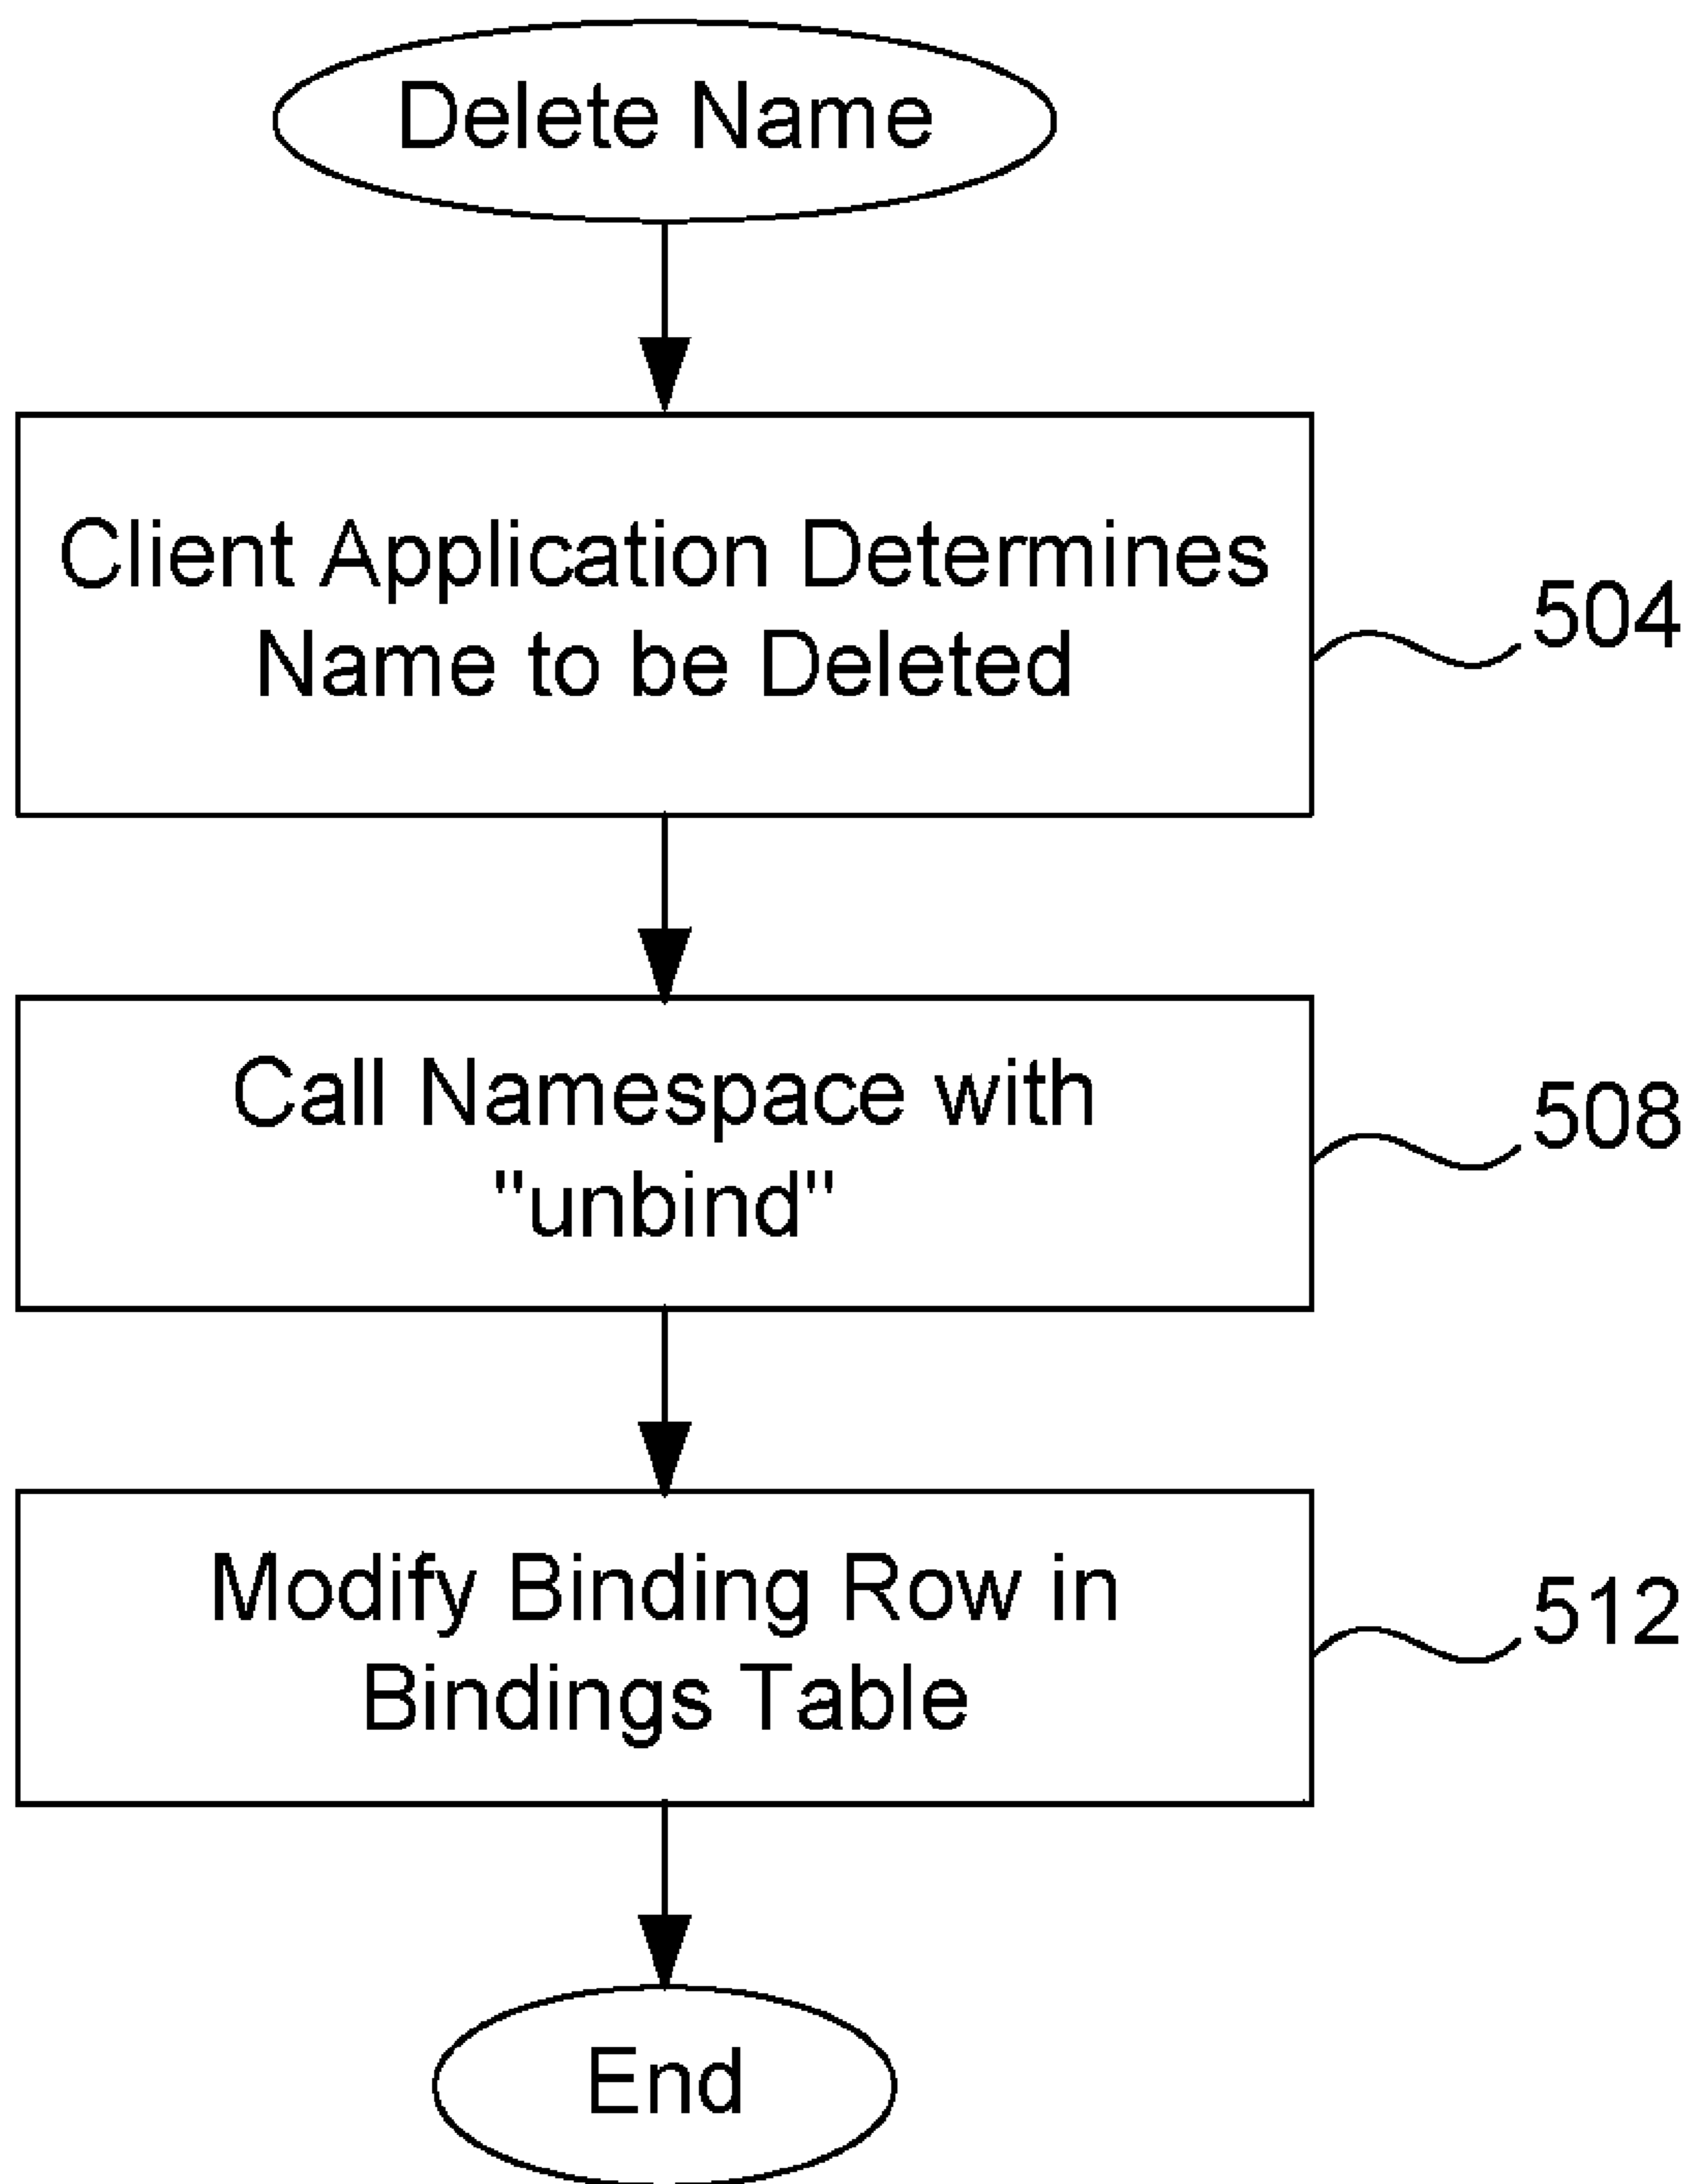 Delete Name
Client Application Determines
Name to be Deleted
504
Call Namespace with
"unbind"
508
Modify Binding Row in
Bindings Table
512
End